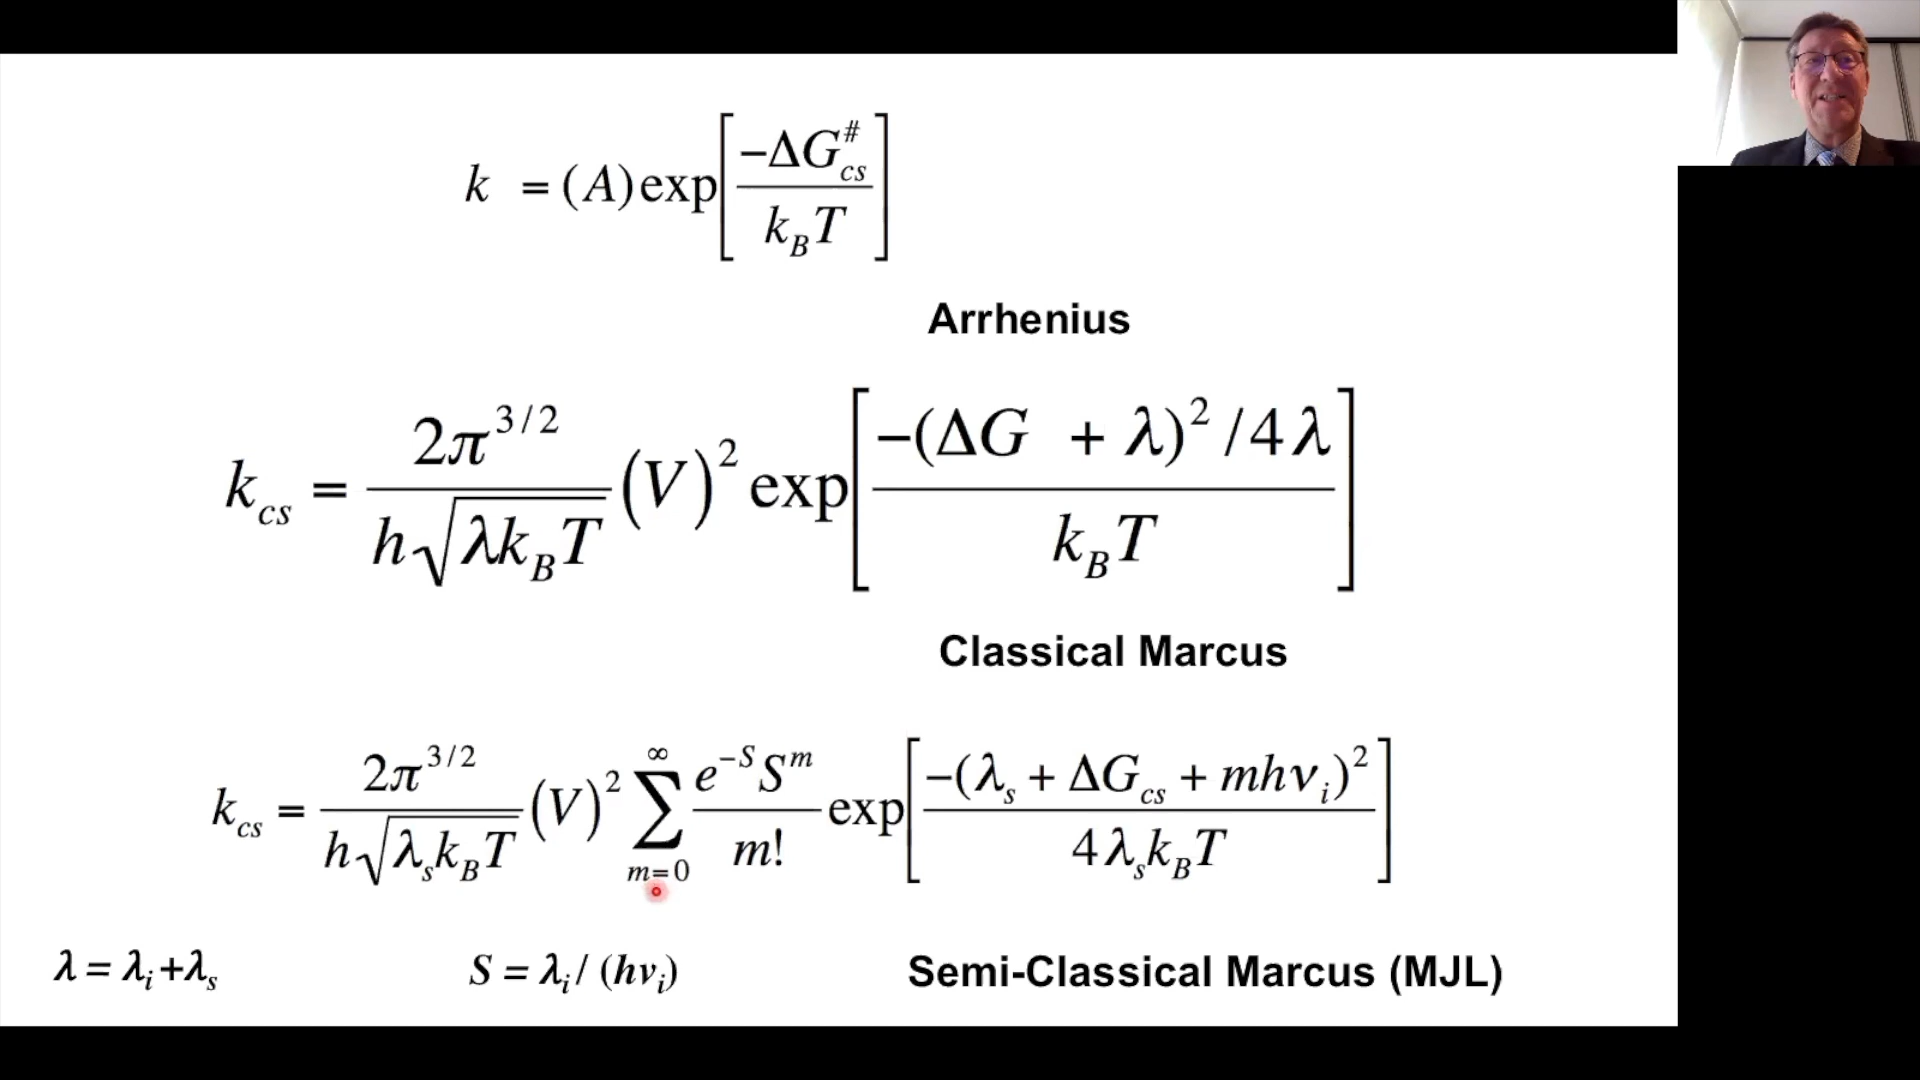 k = (A) exp[ −ΔG#cs / kBT ]
Arrhenius
kcs = 2π^3/2 / h√λkBT (V)^2 exp[ −(ΔG + λ)^2 /4λ / kBT ]
Classical Marcus
kcs = 2π^3/2 / h√λskBT (V)^2 ∑ m=0 ∞ e^−S S^m / m! exp[ −(λs + ΔGcs + mhνi)^2 / 4λskBT ]
λ = λi+λs S = λi / (hνi) Semi-Classical Marcus (MJL)